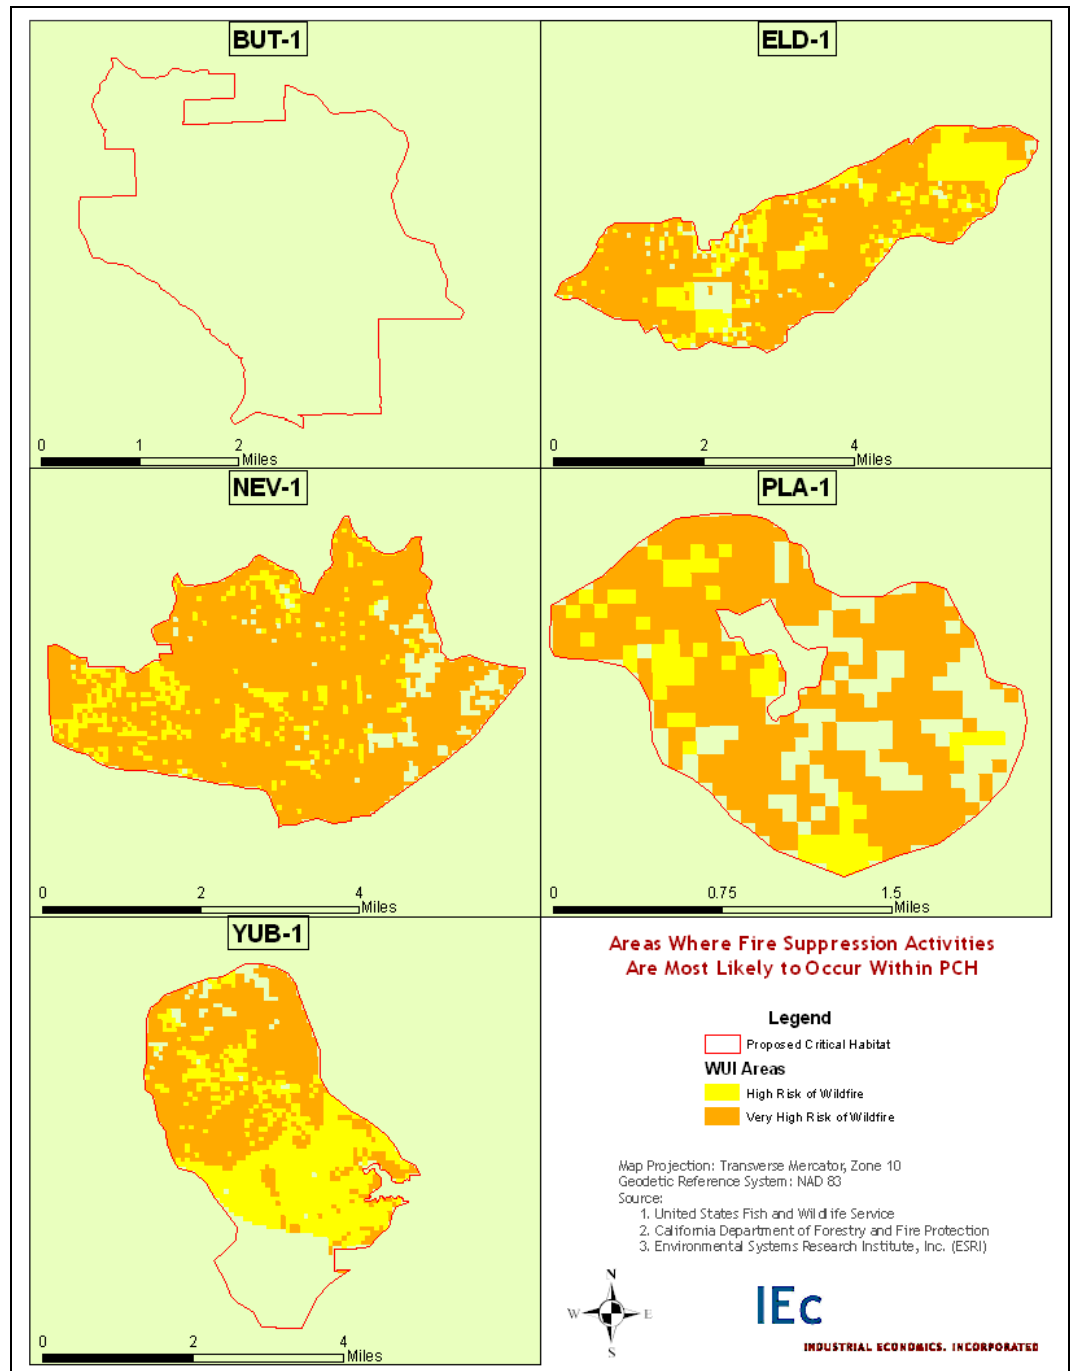 BUT-1
ELD-1
0 1 2
Miles
0 2 4
Miles
NEV-1
PLA-1
0 2 4
Miles
0 0.75 1.5
Miles
YUB-1
0 2 4
Miles
Areas Where Fire Suppression Activities
Are Most Likely to Occur Within PCH
Legend
Proposed Critical Habitat
WUI Areas
High Risk of Wildfire
Very High Risk of Wildfire
Map Projection: Transverse Mercator, Zone 10
Geodetic Reference System: NAD 83
Source:
1. United States Fish and Wildlife Service
2. California Department of Forestry and Fire Protection
3. Environmental Systems Research Institute, Inc. (ESRI)
N
W E
S
IEc
INDUSTRIAL ECONOMICS, INCORPORATED